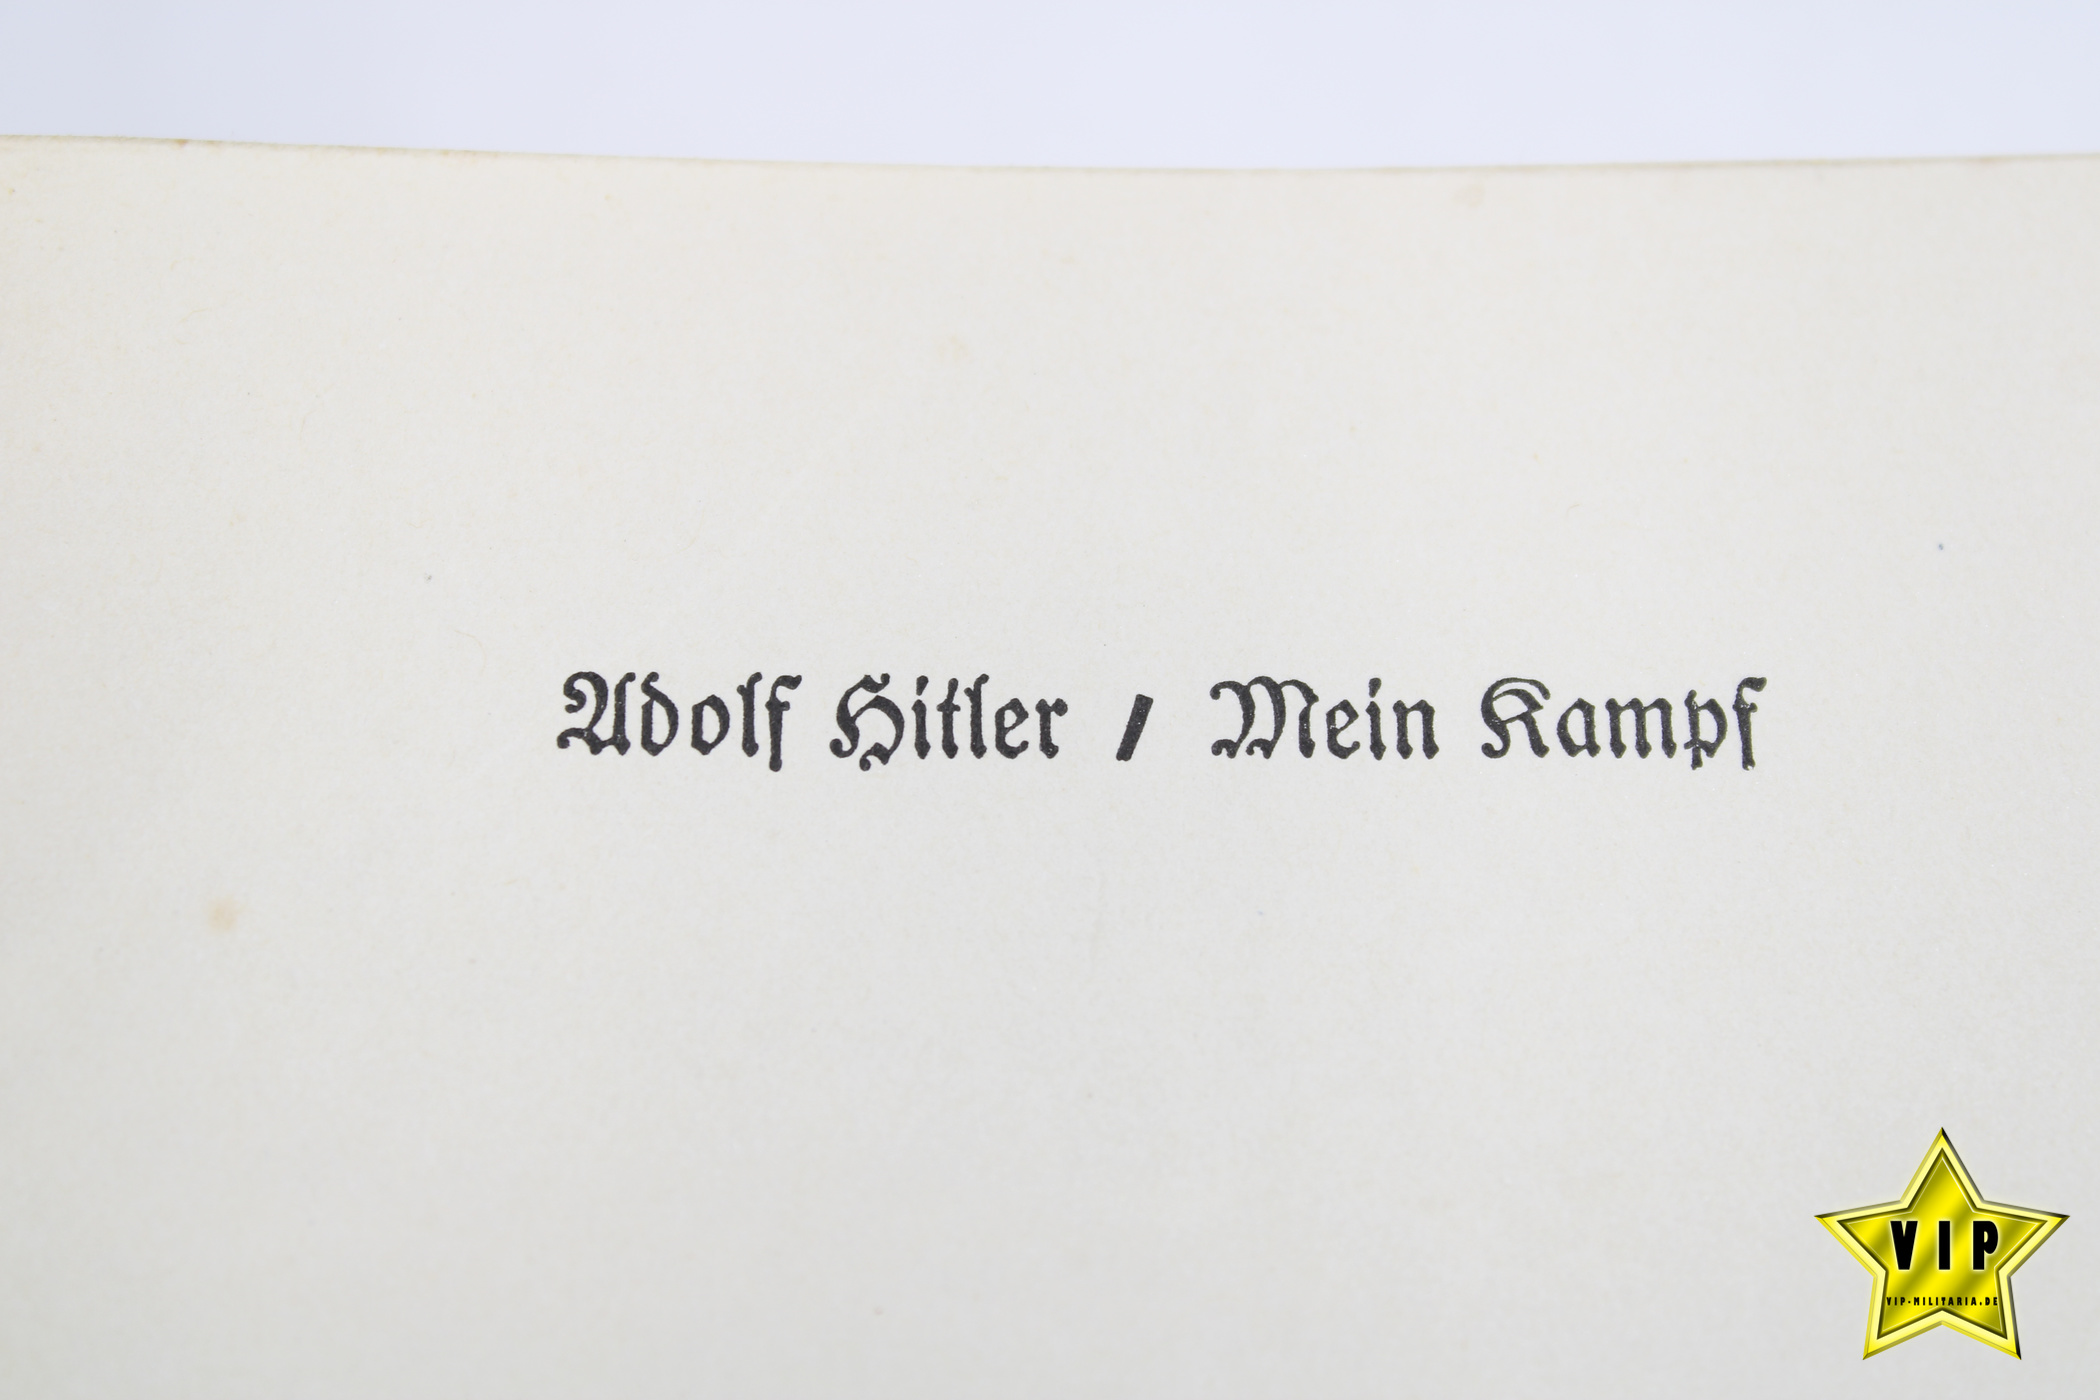 Adolf Hitler / Mein Kampf
VIP
VIP-MILITARIA.DE